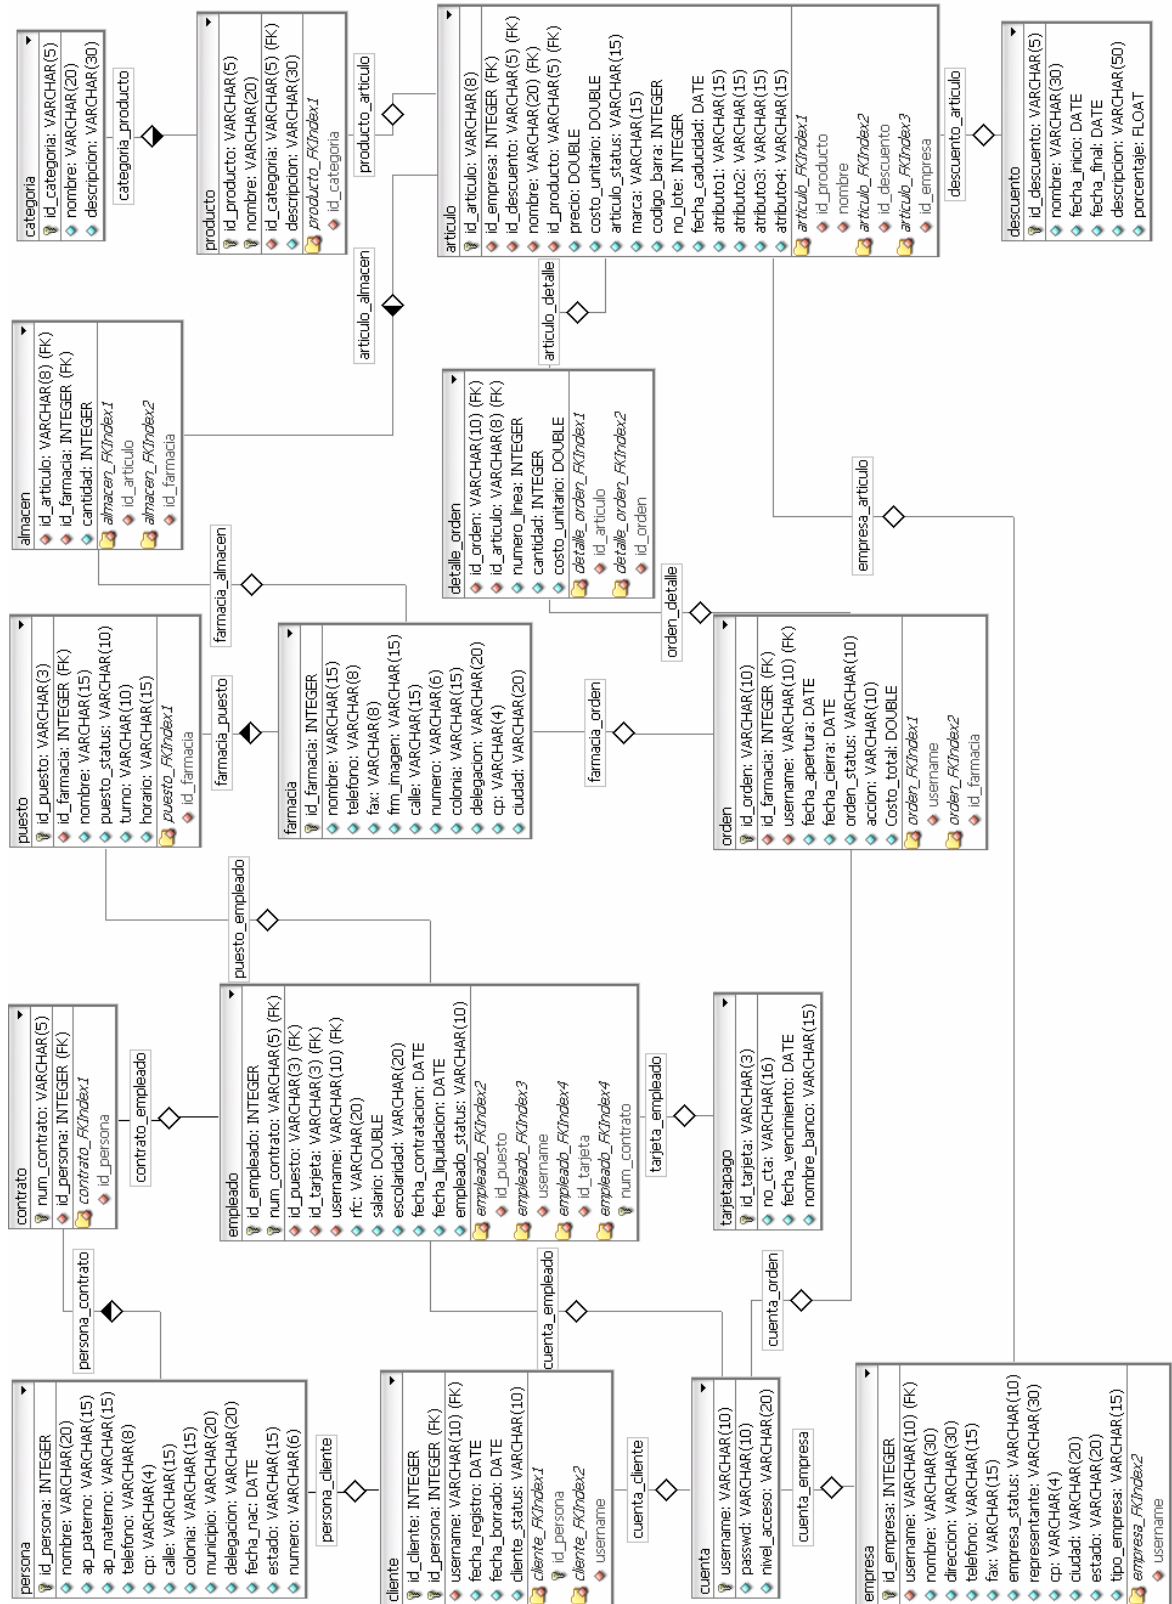 persona
id_persona: INTEGER
nombre: VARCHAR(20)
ap_paterno: VARCHAR(15)
ap_materno: VARCHAR(15)
telefono: VARCHAR(8)
cp: VARCHAR(4)
calle: VARCHAR(15)
colonia: VARCHAR(15)
municipio: VARCHAR(20)
delegacion: VARCHAR(20)
fecha_nac: DATE
estado: VARCHAR(15)
numero: VARCHAR(6)
persona_contrato
contrato
num_contrato: VARCHAR(5)
id_persona: INTEGER (FK)
contrato_FKIndex1
id_persona
contrato_empleado
puesto
id_puesto: VARCHAR(3)
id_farmacia: INTEGER (FK)
nombre: VARCHAR(15)
puesto_status: VARCHAR(10)
turno: VARCHAR(10)
horario: VARCHAR(15)
puesto_FKIndex1
id_farmacia
farmacia_puesto
farmacia_almacen
almacen
id_articulo: VARCHAR(8) (FK)
id_farmacia: INTEGER (FK)
cantidad: INTEGER
almacen_FKIndex1
id_articulo
almacen_FKIndex2
id_farmacia
categoria
id_categoria: VARCHAR(5)
nombre: VARCHAR(20)
descripcion: VARCHAR(30)
categoria_producto
producto
id_producto: VARCHAR(5)
nombre: VARCHAR(20)
id_categoria: VARCHAR(5) (FK)
descripcion: VARCHAR(30)
producto_FKIndex1
id_categoria
producto_articulo
articulo_almacen
persona_cliente
cliente
id_cliente: INTEGER
id_persona: INTEGER (FK)
username: VARCHAR(10) (FK)
fecha_registro: DATE
fecha_borrado: DATE
cliente_status: VARCHAR(10)
cliente_FKIndex1
id_persona
cliente_FKIndex2
username
cuenta_cliente
cuenta_empleado
empleado
id_empleado: INTEGER
num_contrato: VARCHAR(5) (FK)
id_puesto: VARCHAR(3) (FK)
id_tarjeta: VARCHAR(3) (FK)
username: VARCHAR(10) (FK)
rfc: VARCHAR(20)
salario: DOUBLE
escolaridad: VARCHAR(20)
fecha_contratacion: DATE
fecha_liquidacion: DATE
empleado_status: VARCHAR(10)
empleado_FKIndex2
id_puesto
empleado_FKIndex3
username
empleado_FKIndex4
id_tarjeta
empleado_FKIndex4
num_contrato
puesto_empleado
tarjeta_empleado
farmacia
id_farmacia: INTEGER
nombre: VARCHAR(15)
telefono: VARCHAR(8)
fax: VARCHAR(8)
frm_imagen: VARCHAR(15)
calle: VARCHAR(15)
numero: VARCHAR(6)
colonia: VARCHAR(15)
delegacion: VARCHAR(20)
cp: VARCHAR(4)
ciudad: VARCHAR(20)
farmacia_orden
detalle_orden
id_orden: VARCHAR(10) (FK)
id_articulo: VARCHAR(8) (FK)
numero_linea: INTEGER
cantidad: INTEGER
costo_unitario: DOUBLE
detalle_orden_FKIndex1
id_articulo
detalle_orden_FKIndex2
id_orden
articulo_detalle
orden_detalle
articulo
id_articulo: VARCHAR(8)
id_empresa: INTEGER (FK)
id_descuento: VARCHAR(5) (FK)
nombre: VARCHAR(20) (FK)
id_producto: VARCHAR(5) (FK)
precio: DOUBLE
costo_unitario: DOUBLE
articulo_status: VARCHAR(15)
marca: VARCHAR(15)
codigo_barra: INTEGER
no_lote: INTEGER
fecha_caducidad: DATE
atributo1: VARCHAR(15)
atributo2: VARCHAR(15)
atributo3: VARCHAR(15)
atributo4: VARCHAR(15)
articulo_FKIndex1
id_producto
nombre
articulo_FKIndex2
id_descuento
articulo_FKIndex3
id_empresa
descuento_articulo
empresa_articulo
cuenta
username: VARCHAR(10)
passwd: VARCHAR(10)
nivel_acceso: VARCHAR(20)
cuenta_orden
cuenta_empresa
tarjetapago
id_tarjeta: VARCHAR(3)
no_cta: VARCHAR(16)
fecha_vencimiento: DATE
nombre_banco: VARCHAR(15)
orden
id_orden: VARCHAR(10)
id_farmacia: INTEGER (FK)
username: VARCHAR(10) (FK)
fecha_apertura: DATE
fecha_cierra: DATE
orden_status: VARCHAR(10)
accion: VARCHAR(10)
Costo_total: DOUBLE
orden_FKIndex1
username
orden_FKIndex2
id_farmacia
descuento
id_descuento: VARCHAR(5)
nombre: VARCHAR(30)
fecha_inicio: DATE
fecha_final: DATE
descripcion: VARCHAR(50)
porcentaje: FLOAT
empresa
id_empresa: INTEGER
username: VARCHAR(10) (FK)
nombre: VARCHAR(30)
direccion: VARCHAR(30)
telefono: VARCHAR(15)
fax: VARCHAR(15)
empresa_status: VARCHAR(10)
representante: VARCHAR(30)
cp: VARCHAR(4)
ciudad: VARCHAR(20)
estado: VARCHAR(20)
tipo_empresa: VARCHAR(15)
empresa_FKIndex2
username